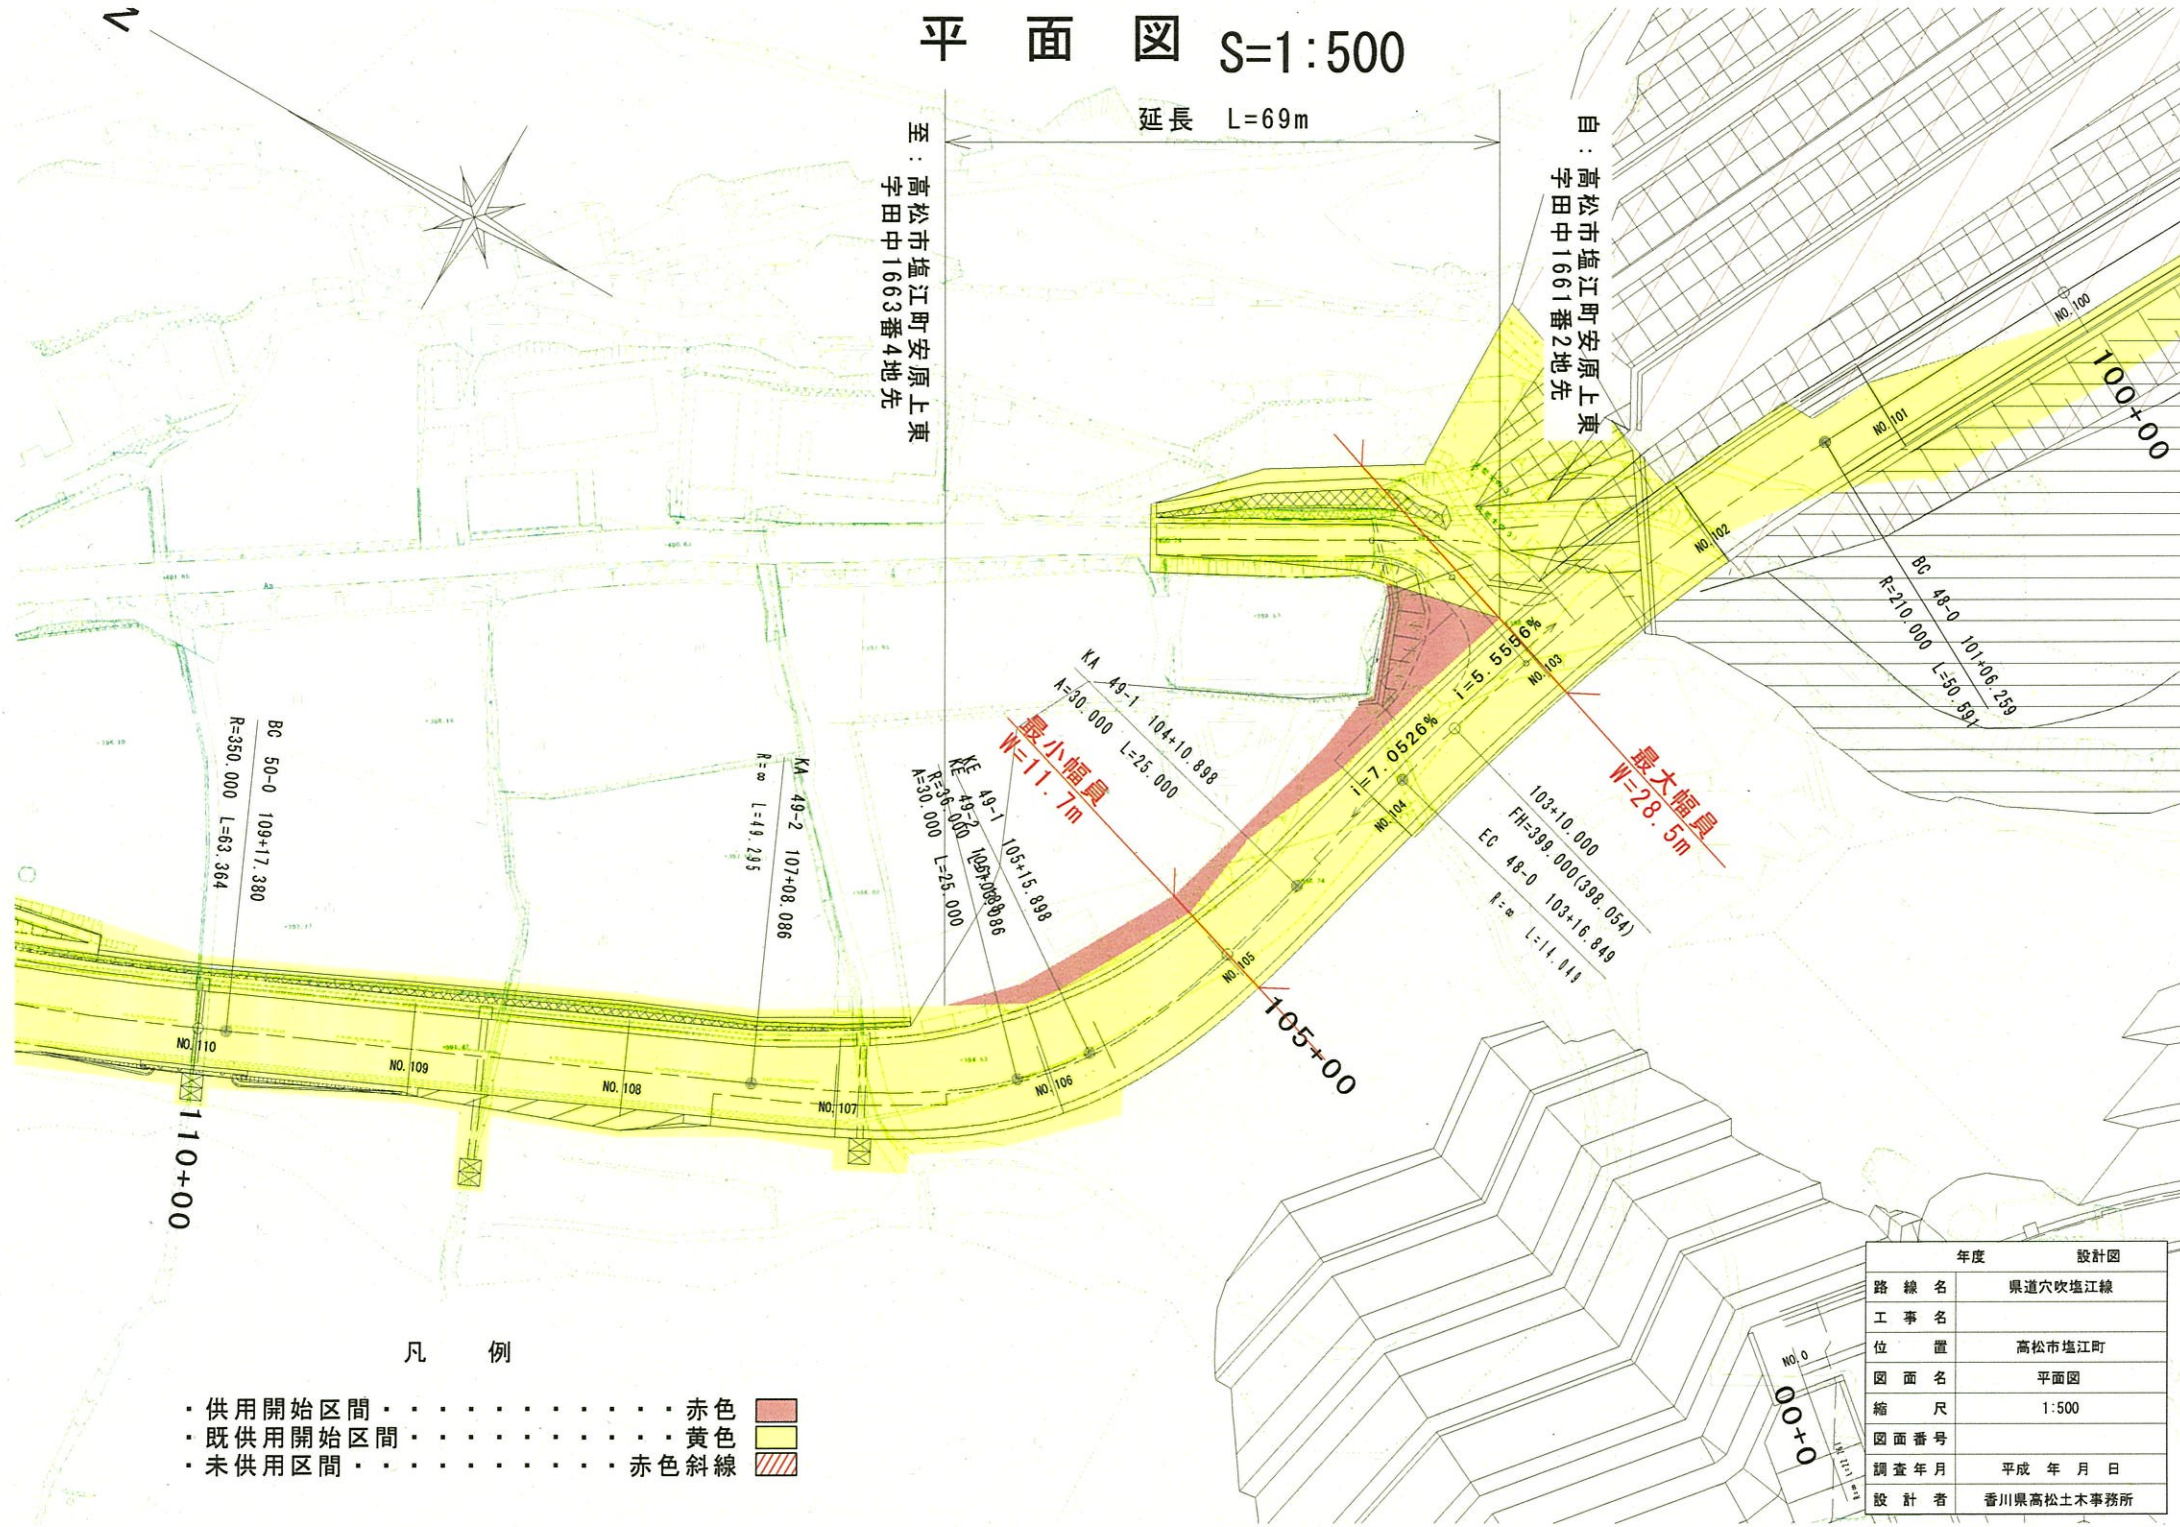 平面図 S=1:500
延長 L=69m
至:高松市塩江町安原上東
字田中1663番4地先
自:高松市塩江町安原上東
字田中1661番2地先
NO.100
100+00
NO.101
NO.102
BC 48-0 101+06.259
R=210.000 L=50.591
i=5.5556%
NO.103
i=7.0526%
NO.104
最大幅員
W=28.5m
103+10.000
FH=399.000(398.054)
EC 48-0 103+16.849
R=∞ L=14.049
KA 49-1 104+10.898
A=30.000 L=25.000
最小幅員
W=11.7m
KE 49-1 105+15.898
R=36.000
KE 49-2
A=30.000 L=25.000
KA 49-2 107+08.086
R=∞ L=49.295
BC 50-0 109+17.380
R=350.000 L=63.364
NO.105
105+00
NO.106
NO.107
NO.108
NO.109
NO.110
110+00
As
凡例
・供用開始区間・・・・・・・・・・・赤色
・既供用開始区間・・・・・・・・・・黄色
・未供用区間・・・・・・・・・・赤色斜線
NO.0
0+00
年度 設計図
路線名 県道穴吹塩江線
工事名
位置 高松市塩江町
図面名 平面図
縮尺 1:500
図面番号
調査年月 平成 年 月 日
設計者 香川県高松土木事務所